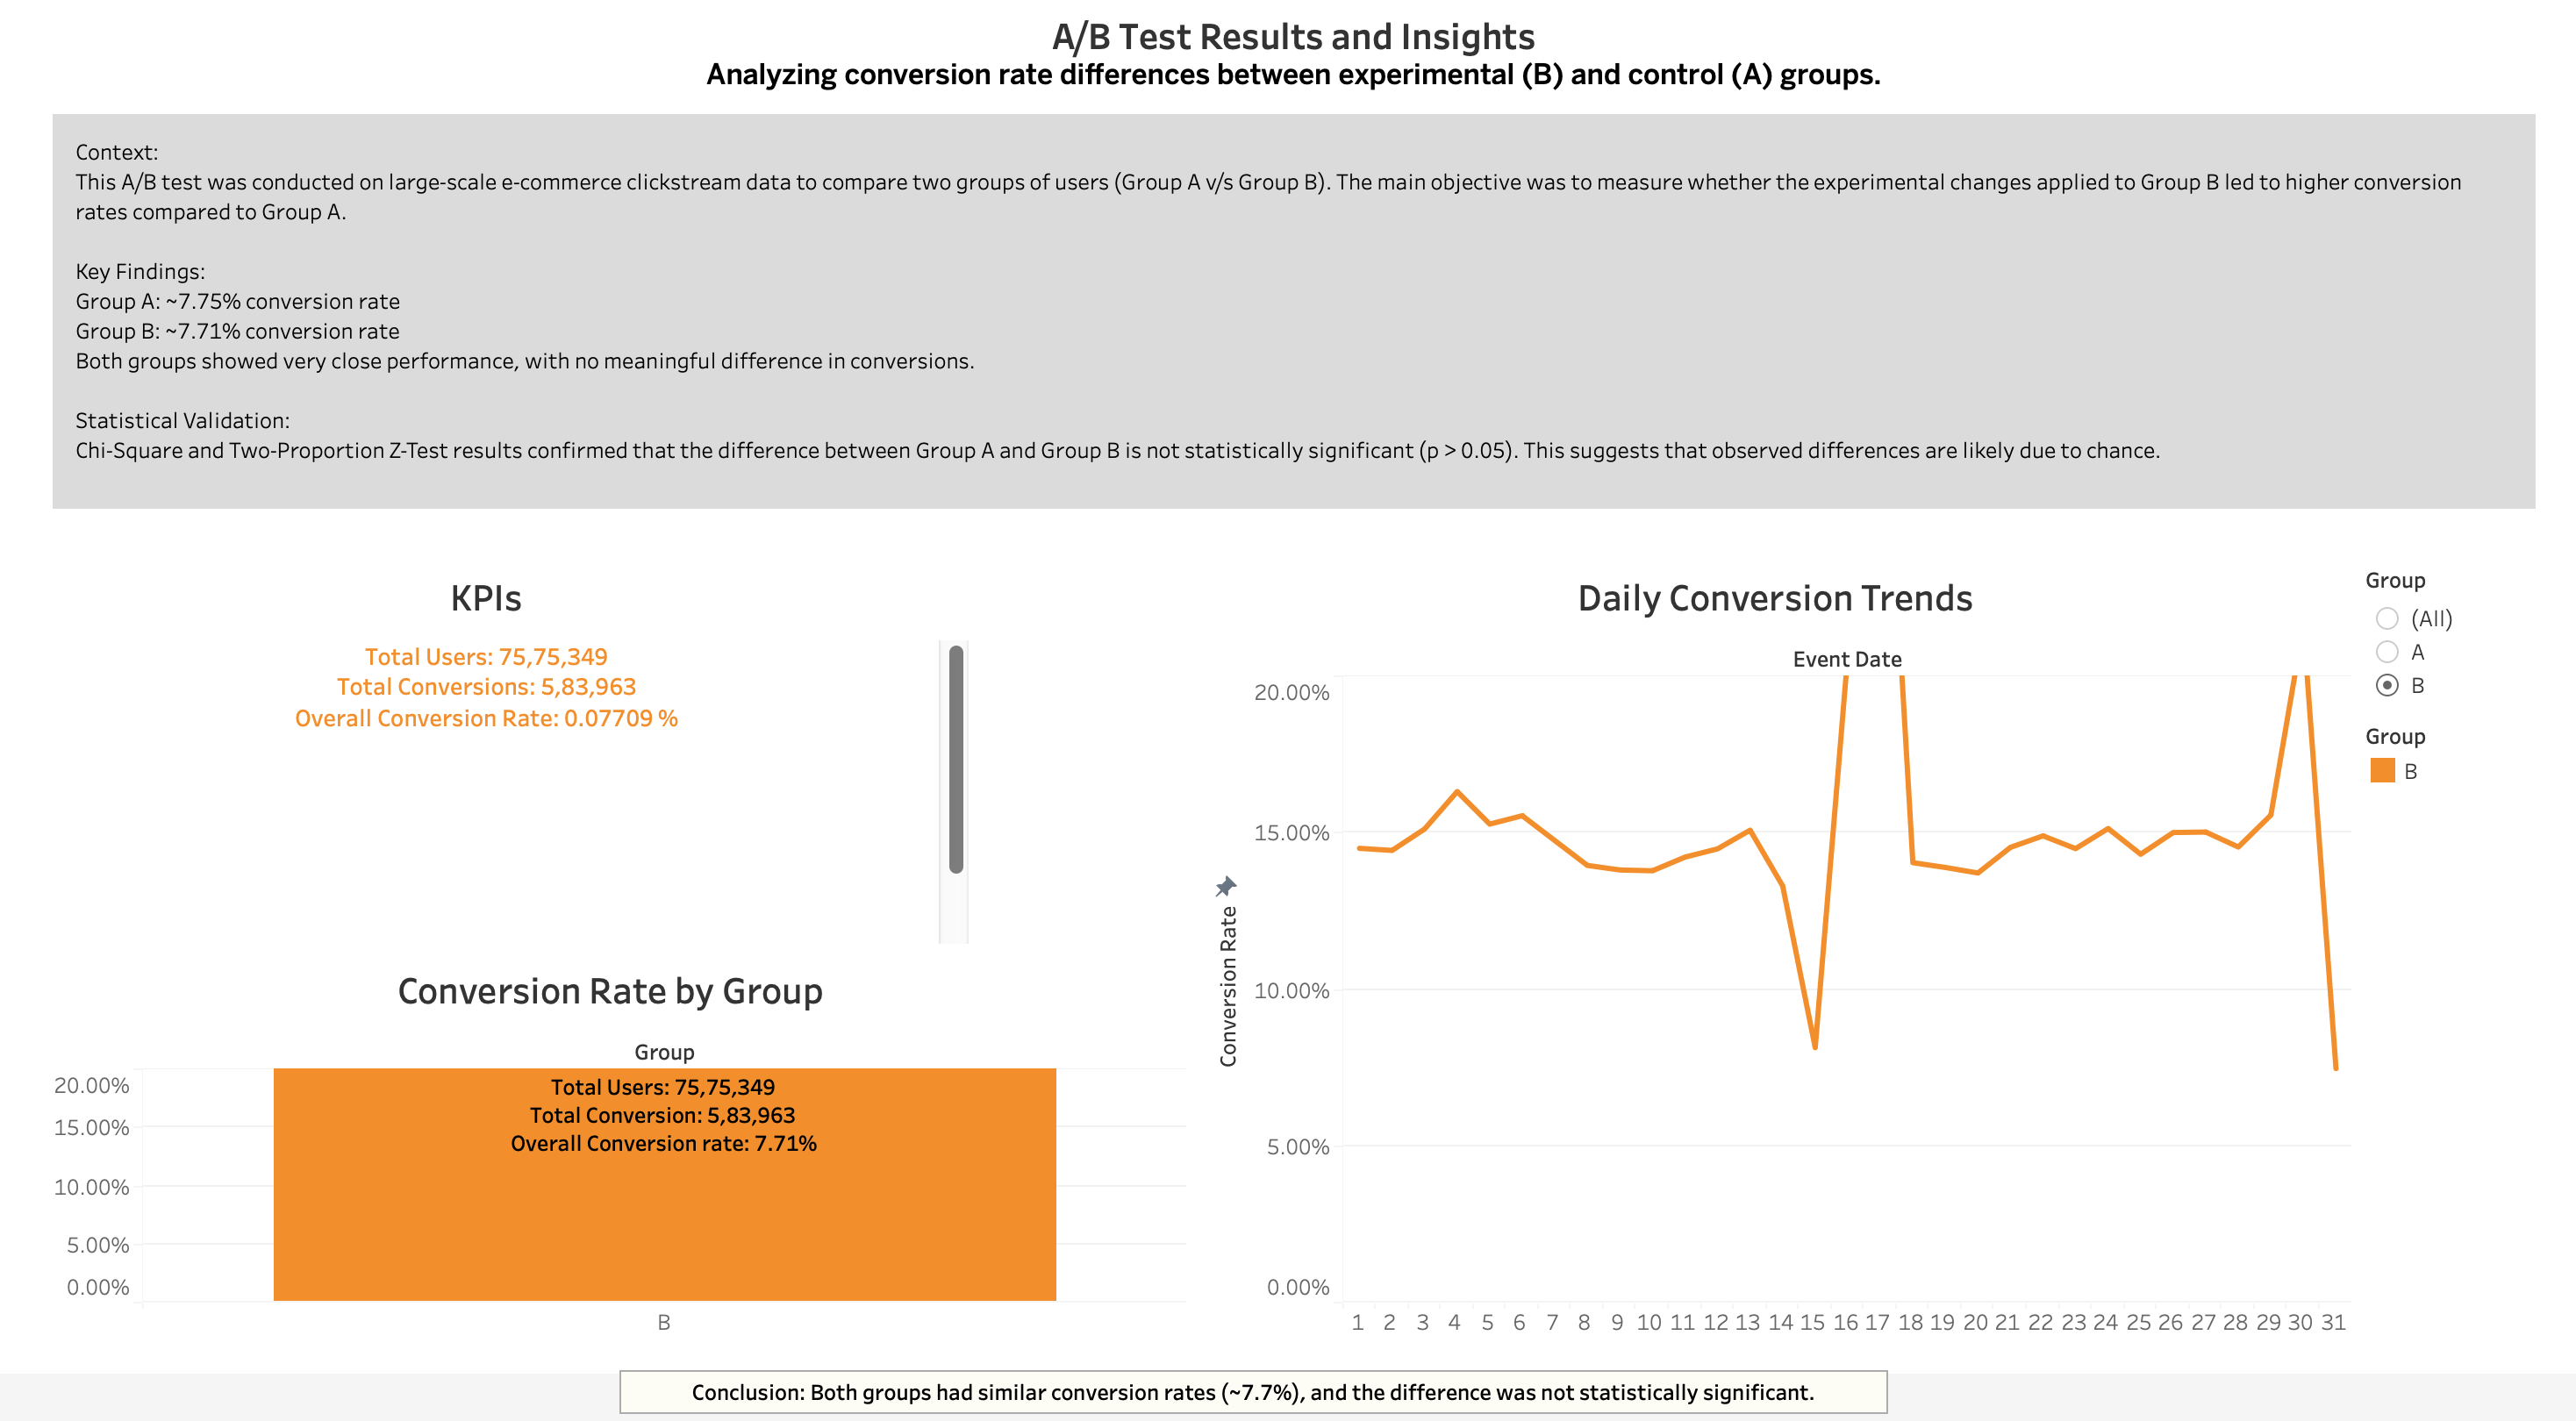 A/B Test Results and Insights
Analyzing conversion rate differences between experimental (B) and control (A) groups.
Context:
This A/B test was conducted on large-scale e-commerce clickstream data to compare two groups of users (Group A v/s Group B). The main objective was to measure whether the experimental changes applied to Group B led to higher conversion
rates compared to Group A.
Key Findings:
Group A: ~7.75% conversion rate
Group B: ~7.71% conversion rate
Both groups showed very close performance, with no meaningful difference in conversions.
Statistical Validation:
Chi-Square and Two-Proportion Z-Test results confirmed that the difference between Group A and Group B is not statistically significant (p > 0.05). This suggests that observed differences are likely due to chance.
KPIs
Total Users: 75,75,349
Total Conversions: 5,83,963
Overall Conversion Rate: 0.07709 %
Conversion Rate by Group
Group
20.00%
15.00%
10.00%
5.00%
0.00%
Total Users: 75,75,349
Total Conversion: 5,83,963
Overall Conversion rate: 7.71%
B
Daily Conversion Trends
Event Date
Conversion Rate
20.00%
15.00%
10.00%
5.00%
0.00%
1 2 3 4 5 6 7 8 9 10 11 12 13 14 15 16 17 18 19 20 21 22 23 24 25 26 27 28 29 30 31
Group
(All)
A
B
Group
B
Conclusion: Both groups had similar conversion rates (~7.7%), and the difference was not statistically significant.